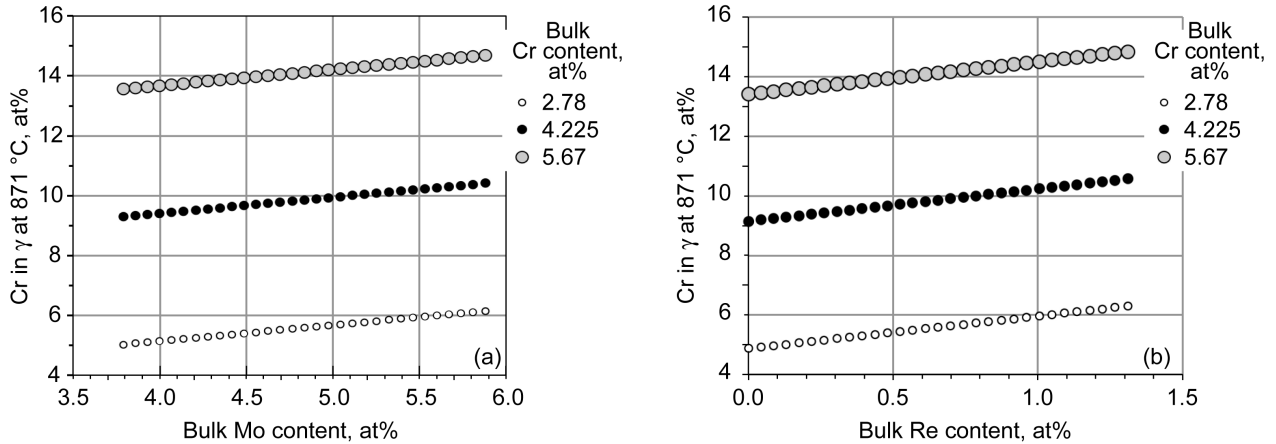 16
14
12
10
8
6
4
Cr in γ at 871 °C, at%
3.5 4.0 4.5 5.0 5.5 6.0
Bulk Mo content, at%
(a)
Bulk
Cr content,
at%
2.78
4.225
5.67
16
14
12
10
8
6
4
Cr in γ at 871 °C, at%
0.0 0.5 1.0 1.5
Bulk Re content, at%
(b)
Bulk
Cr content,
at%
2.78
4.225
5.67